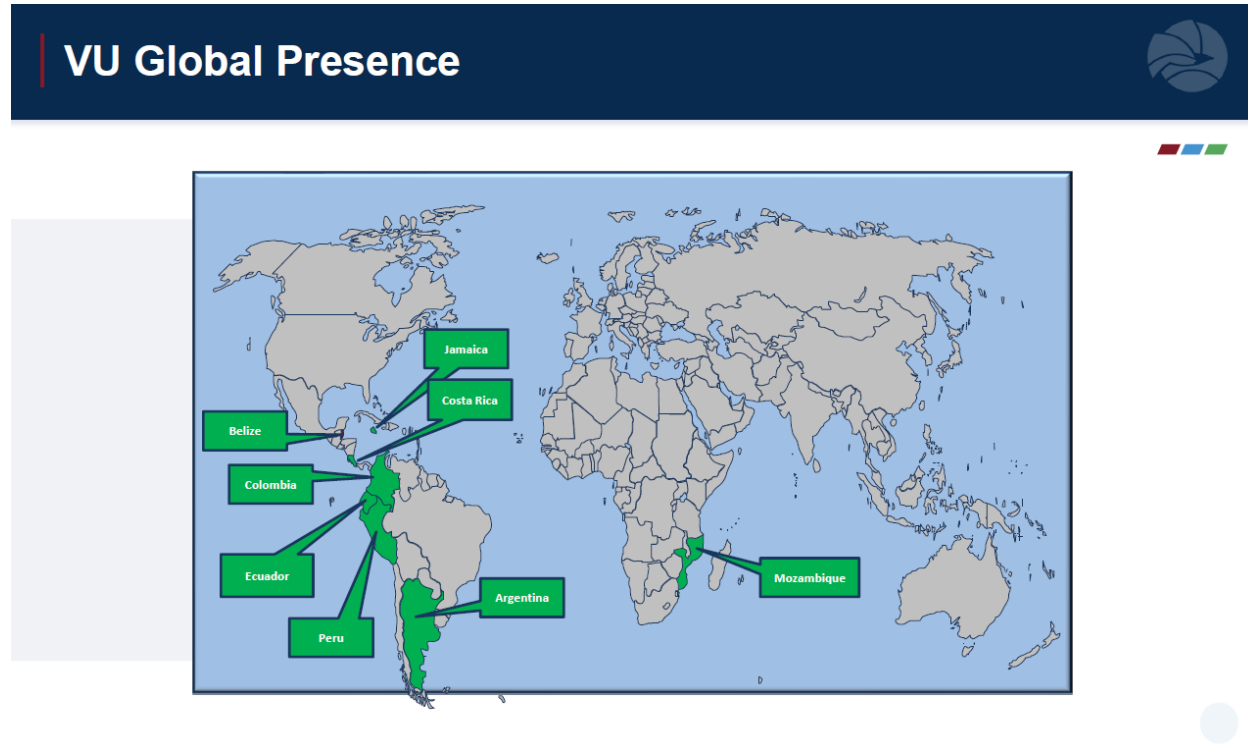 VU Global Presence
Jamaica
Costa Rica
Belize
Colombia
Ecuador
Peru
Argentina
Mozambique